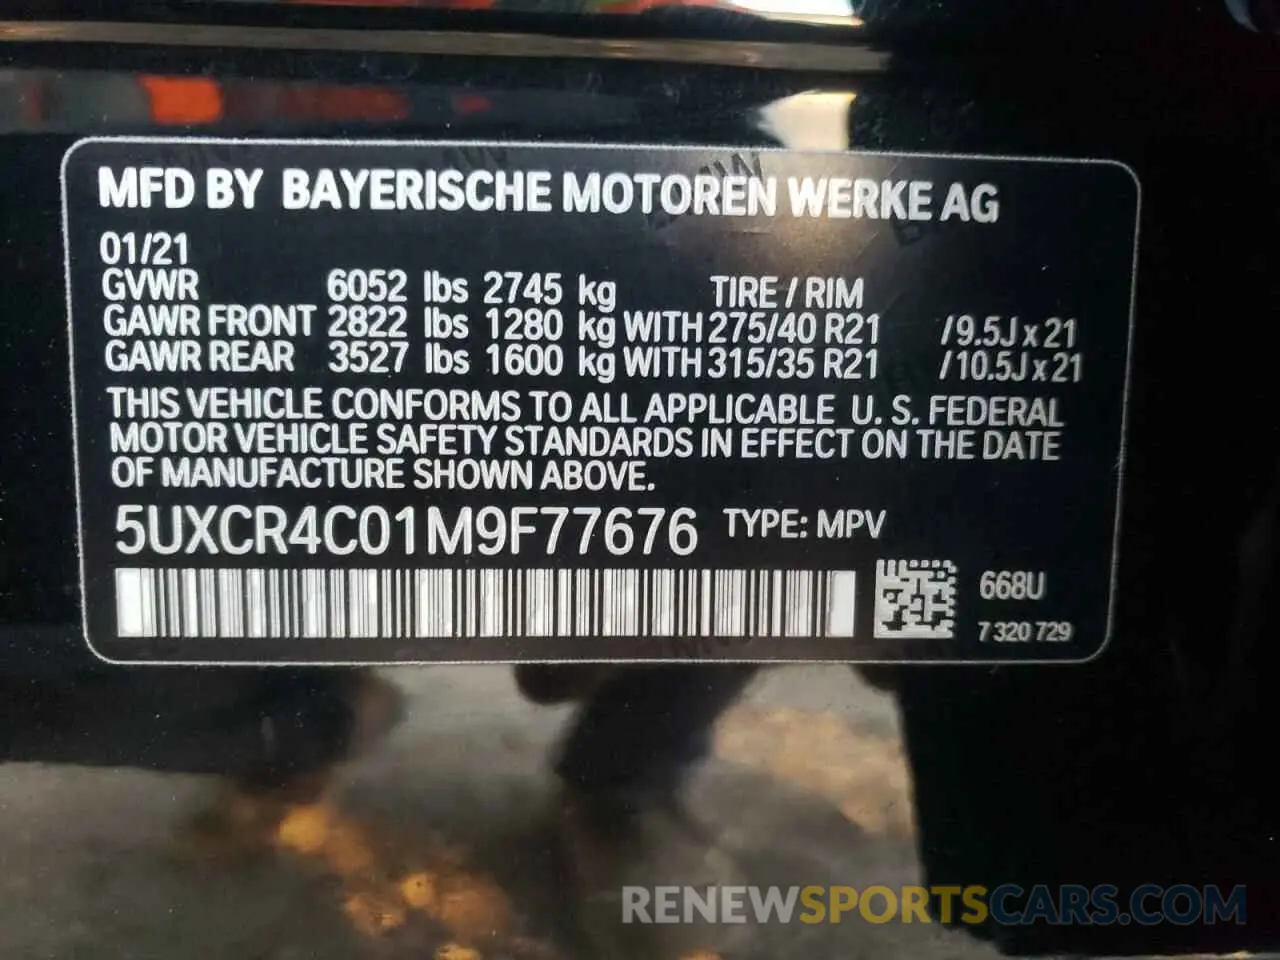 MFD BY BAYERISCHE MOTOREN WERKE AG
01/21
GVWR 6052 lbs 2745 kg TIRE / RIM
GAWR FRONT 2822 lbs 1280 kg WITH 275/40 R21 /9.5J x 21
GAWR REAR 3527 lbs 1600 kg WITH 315/35 R21 /10.5J x 21
THIS VEHICLE CONFORMS TO ALL APPLICABLE U. S. FEDERAL
MOTOR VEHICLE SAFETY STANDARDS IN EFFECT ON THE DATE
OF MANUFACTURE SHOWN ABOVE.
5UXCR4C01M9F77676 TYPE: MPV
668U
7 320 729
RENEWSPORTSCARS.COM